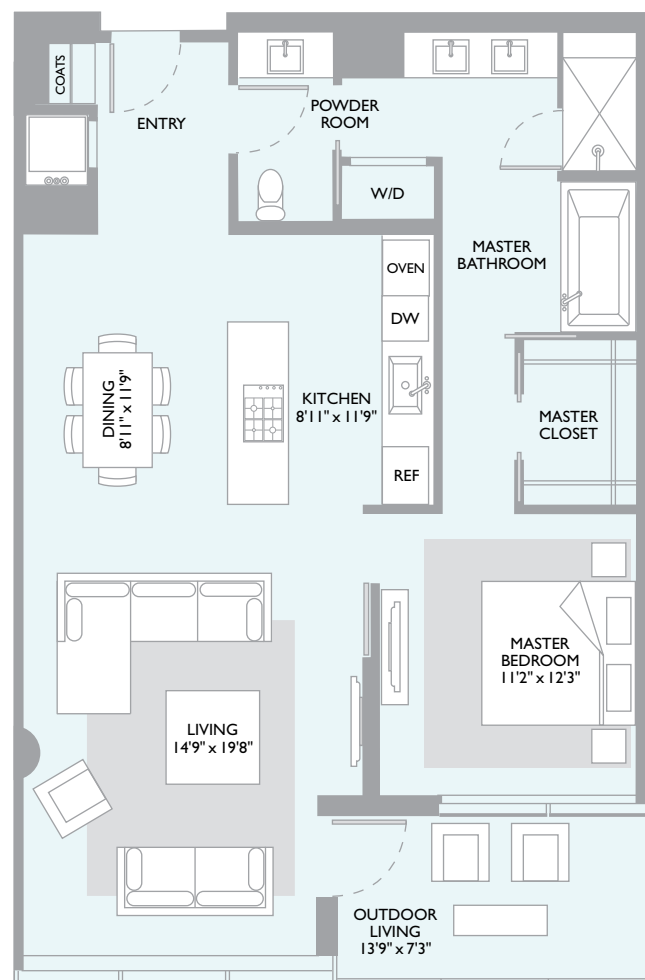 COATS
ENTRY
POWDER
ROOM
W/D
MASTER
BATHROOM
OVEN
DW
DINING
8'11" x 11'9"
KITCHEN
8'11" x 11'9"
MASTER
CLOSET
REF
MASTER
BEDROOM
11'2" x 12'3"
LIVING
14'9" x 19'8"
OUTDOOR
LIVING
13'9" x 7'3"